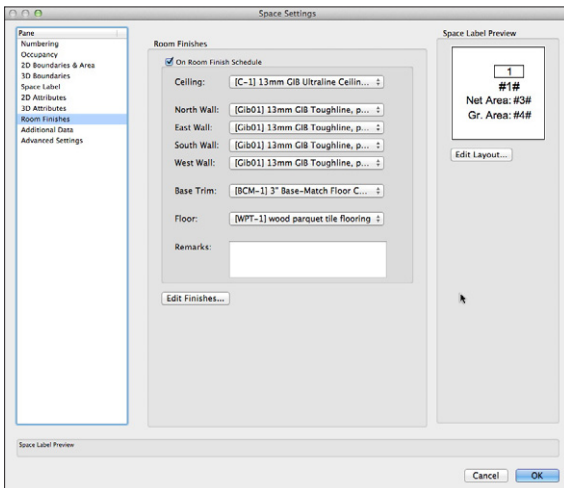 Space Settings
Pane
Numbering
Occupancy
2D Boundaries & Area
3D Boundaries
Space Label
2D Attributes
3D Attributes
Room Finishes
Additional Data
Advanced Settings
Room Finishes
On Room Finish Schedule
Ceiling: [C-1] 13mm GIB Ultraline Ceilin...
North Wall: [Gib01] 13mm GIB Toughline, p...
East Wall: [Gib01] 13mm GIB Toughline, p...
South Wall: [Gib01] 13mm GIB Toughline, p...
West Wall: [Gib01] 13mm GIB Toughline, p...
Base Trim: [BCM-1] 3" Base-Match Floor C...
Floor: [WPT-1] wood parquet tile flooring
Remarks:
Edit Finishes...
Space Label Preview
1
#1#
Net Area: #3#
Gr. Area: #4#
Edit Layout...
Space Label Preview
Cancel
OK